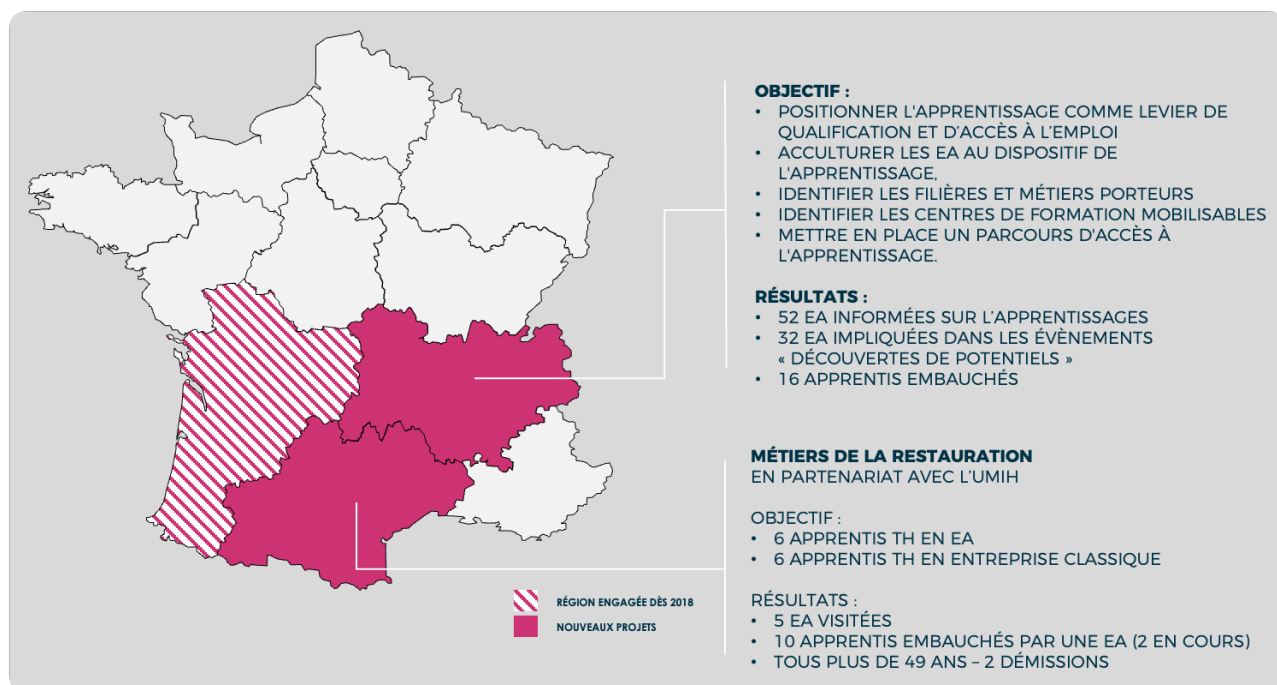 OBJECTIF :
• POSITIONNER L'APPRENTISSAGE COMME LEVIER DE
QUALIFICATION ET D'ACCÈS À L'EMPLOI
• ACCULTURER LES EA AU DISPOSITIF DE
L'APPRENTISSAGE,
• IDENTIFIER LES FILIÈRES ET MÉTIERS PORTEURS
• IDENTIFIER LES CENTRES DE FORMATION MOBILISABLES
• METTRE EN PLACE UN PARCOURS D'ACCÈS À
L'APPRENTISSAGE.
RÉSULTATS :
• 52 EA INFORMÉES SUR L'APPRENTISSAGES
• 32 EA IMPLIQUÉES DANS LES ÉVÈNEMENTS
« DÉCOUVERTES DE POTENTIELS »
• 16 APPRENTIS EMBAUCHÉS
MÉTIERS DE LA RESTAURATION
EN PARTENARIAT AVEC L'UMIH
OBJECTIF :
• 6 APPRENTIS TH EN EA
• 6 APPRENTIS TH EN ENTREPRISE CLASSIQUE
RÉSULTATS :
• 5 EA VISITÉES
• 10 APPRENTIS EMBAUCHÉS PAR UNE EA (2 EN COURS)
• TOUS PLUS DE 49 ANS – 2 DÉMISSIONS
RÉGION ENGAGÉE DÈS 2018
NOUVEAUX PROJETS